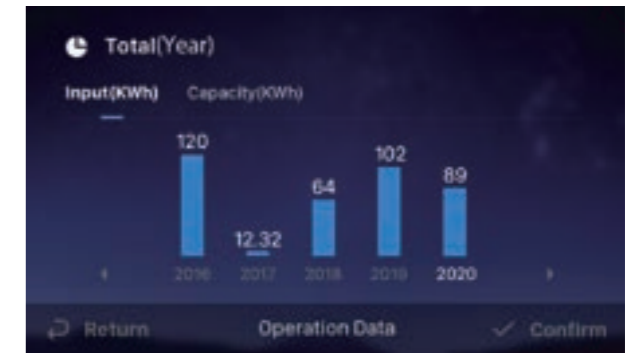 Total(Year)
Input(KWh) Capacity(KWh)
120
102
89
64
12.32
2016 2017 2018 2019 2020
Return Operation Data Confirm